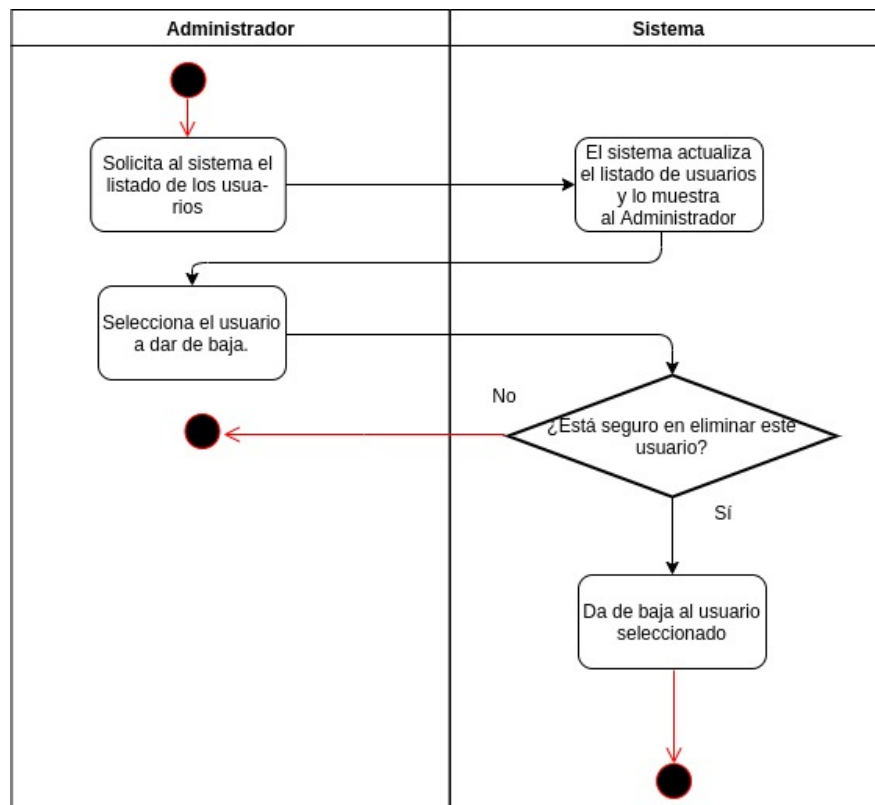 Administrador
Sistema
Solicita al sistema el
listado de los usua-
rios
El sistema actualiza
el listado de usuarios
y lo muestra
al Administrador
Selecciona el usuario
a dar de baja.
No
¿Está seguro en eliminar este
usuario?
Sí
Da de baja al usuario
seleccionado